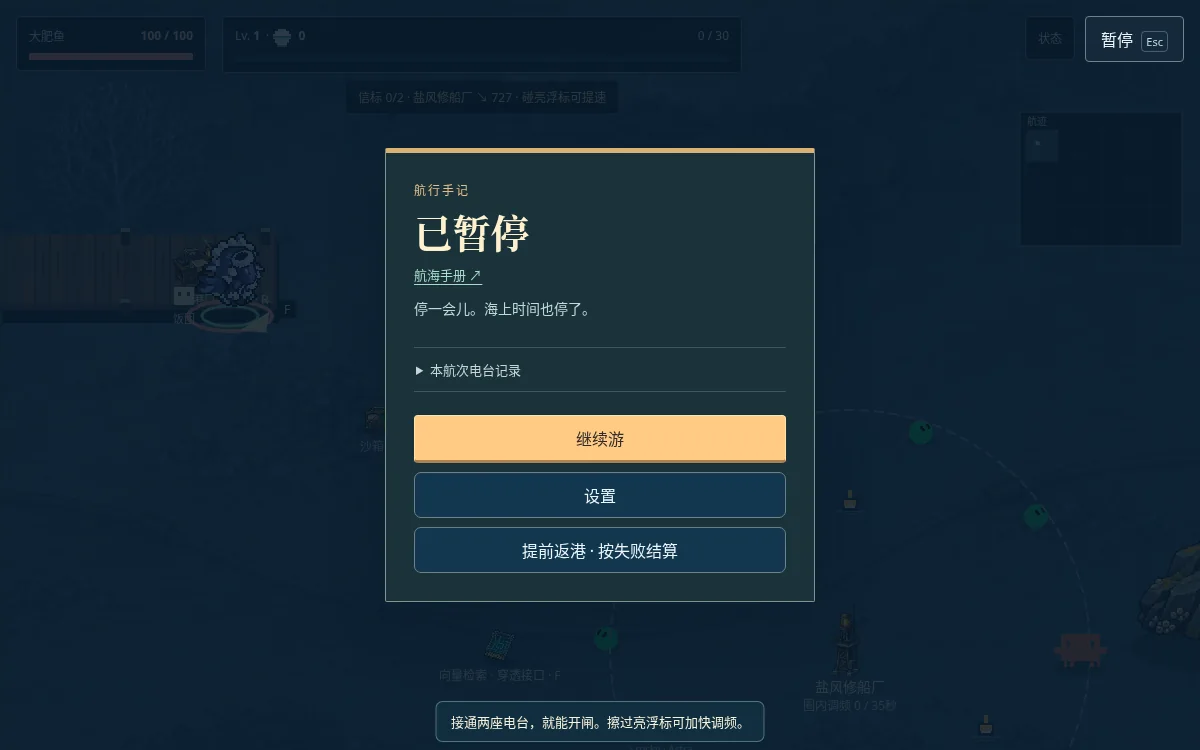 大肥鱼 100 / 100
Lv. 1 · 0 0 / 30
状态
暂停 Esc
信标 0/2 · 盐风修船厂 ↘ 727 · 碰亮浮标可提速
航迹
航行手记
已暂停
航海手册 ↗
停一会儿。海上时间也停了。
▶ 本航次电台记录
继续游
设置
提前返港 · 按失败结算
F
向量检索 · 穿透接口 · F
盐风修船厂
圈内调频 0 / 35秒
接通两座电台，就能开闸。擦过亮浮标可加快调频。